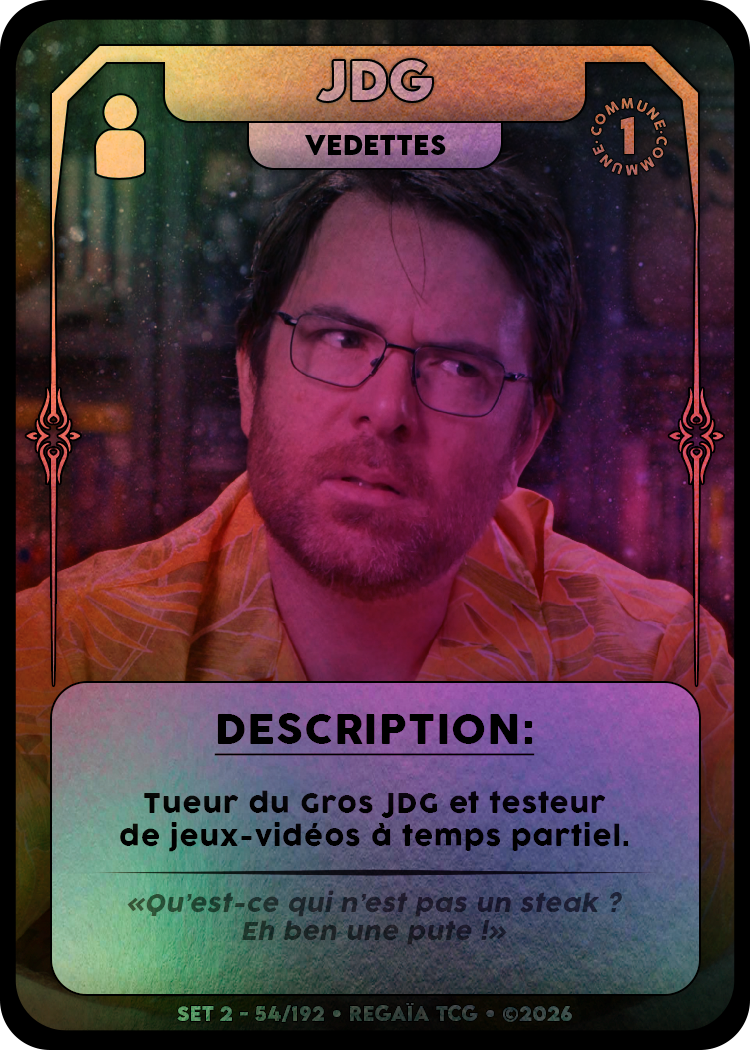 JDG
VEDETTES
COMMUNE·COMMUNE·
1
DESCRIPTION:
Tueur du Gros JDG et testeur
de jeux-vidéos à temps partiel.
«Qu'est-ce qui n'est pas un steak ?
Eh ben une pute !»
SET 2 - 54/192 • REGAÏA TCG • ©2026